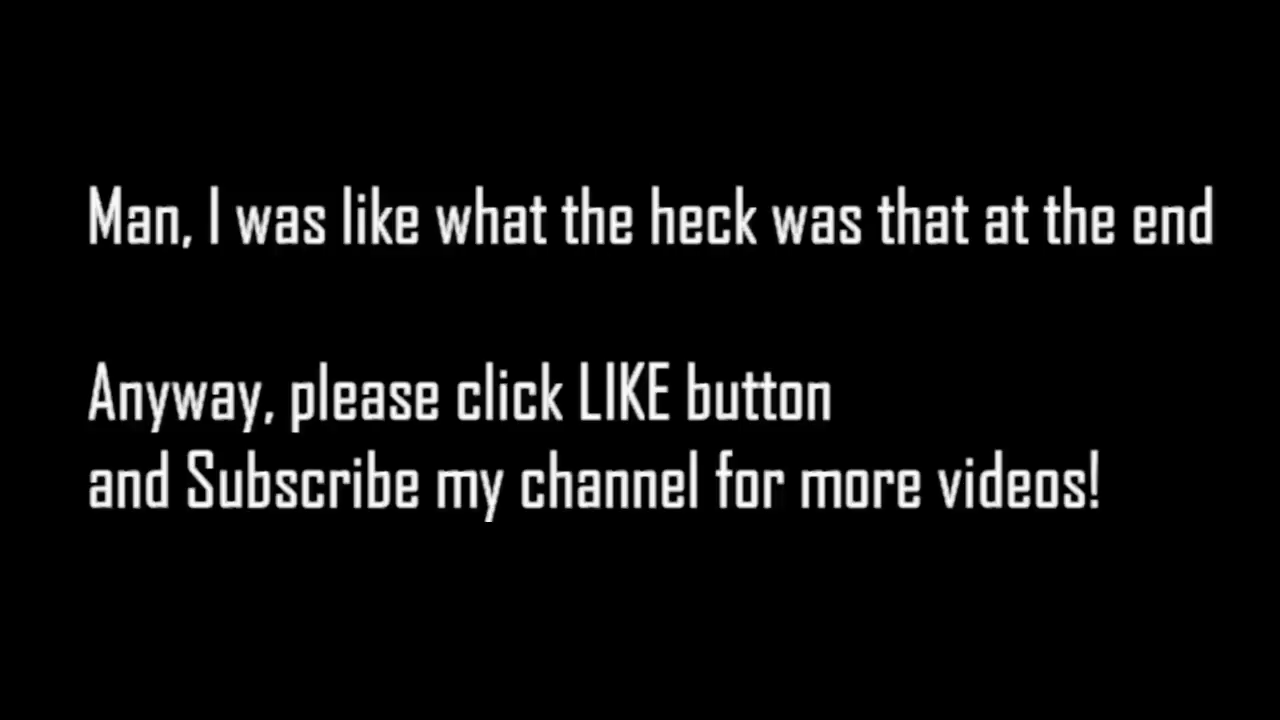 Man, I was like what the heck was that at the end
Anyway, please click LIKE button
and Subscribe my channel for more videos!